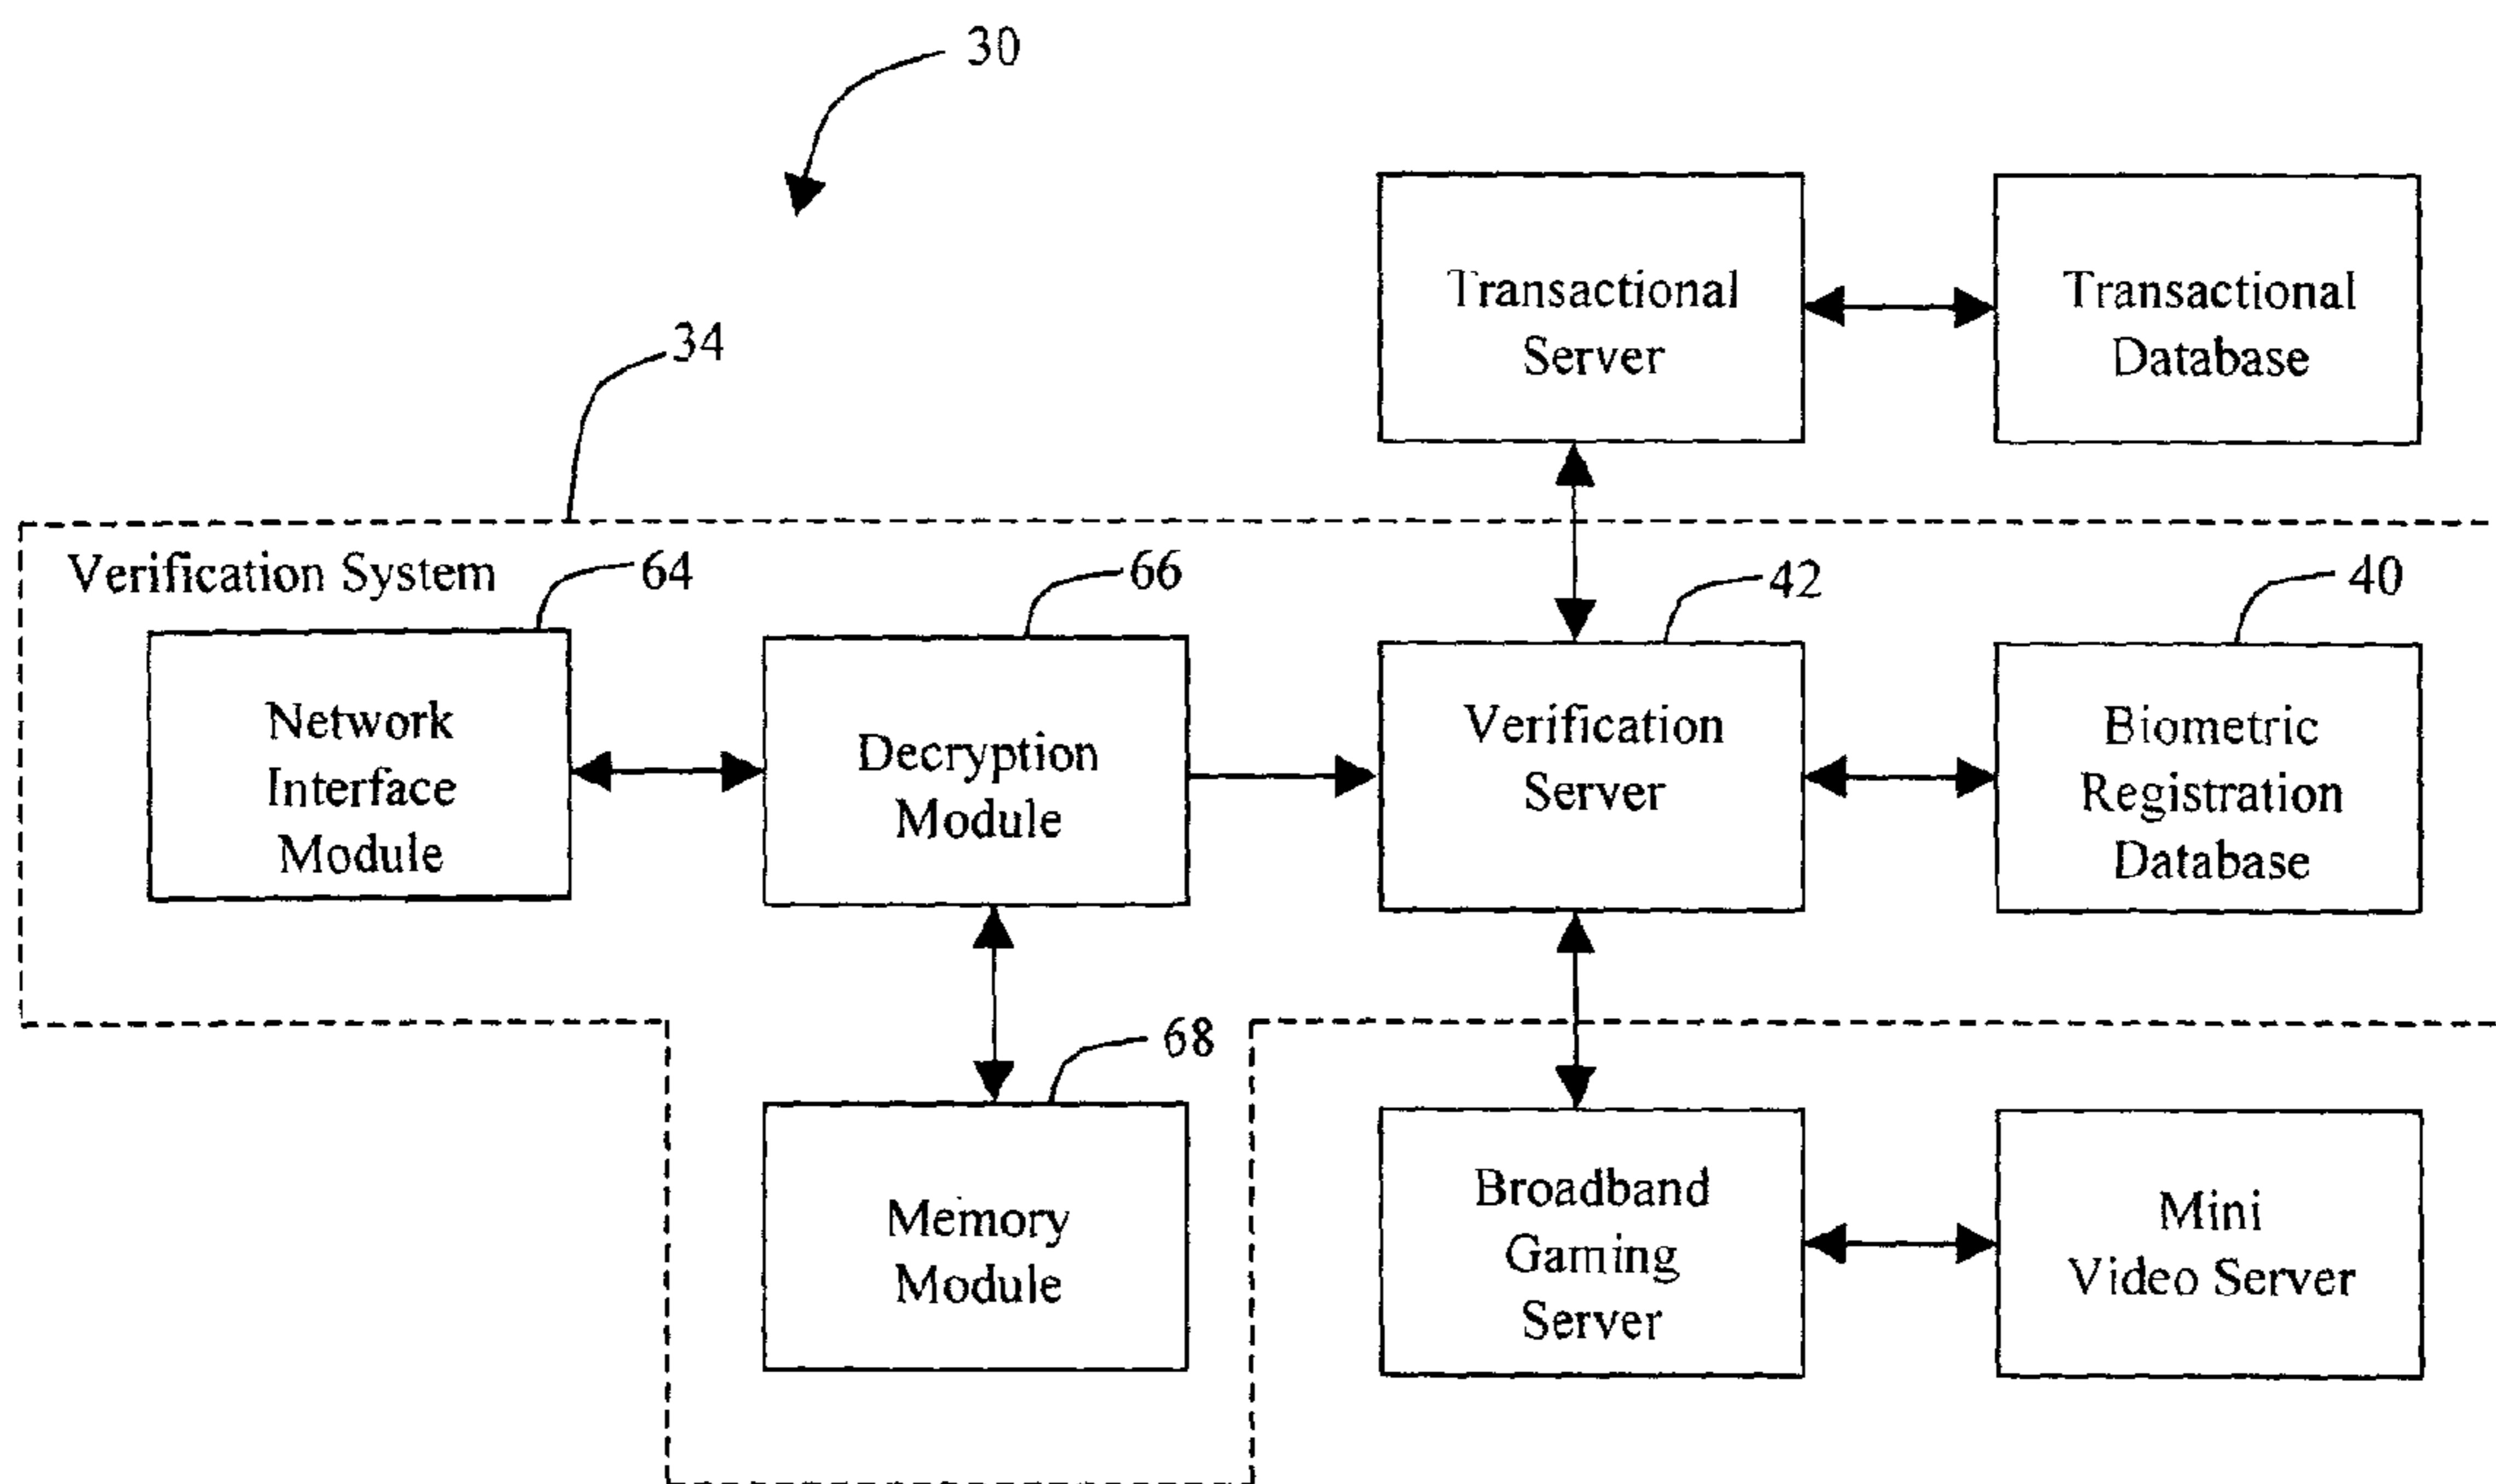 30
Transactional
Server
Transactional
Database
34
Verification System
64
66
42
40
Network
Interface
Module
Decryption
Module
Verification
Server
Biometric
Registration
Database
68
Memory
Module
Broadband
Gaming
Server
Mini
Video Server